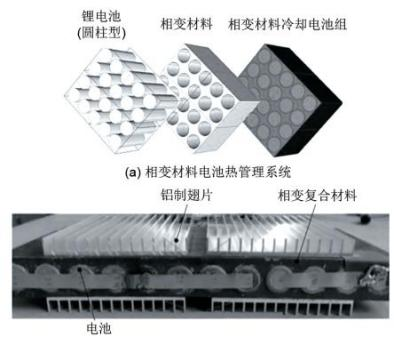 锂电池
(圆柱型)
相变材料
相变材料冷却电池组
(a) 相变材料电池热管理系统
铝制翅片
相变复合材料
电池